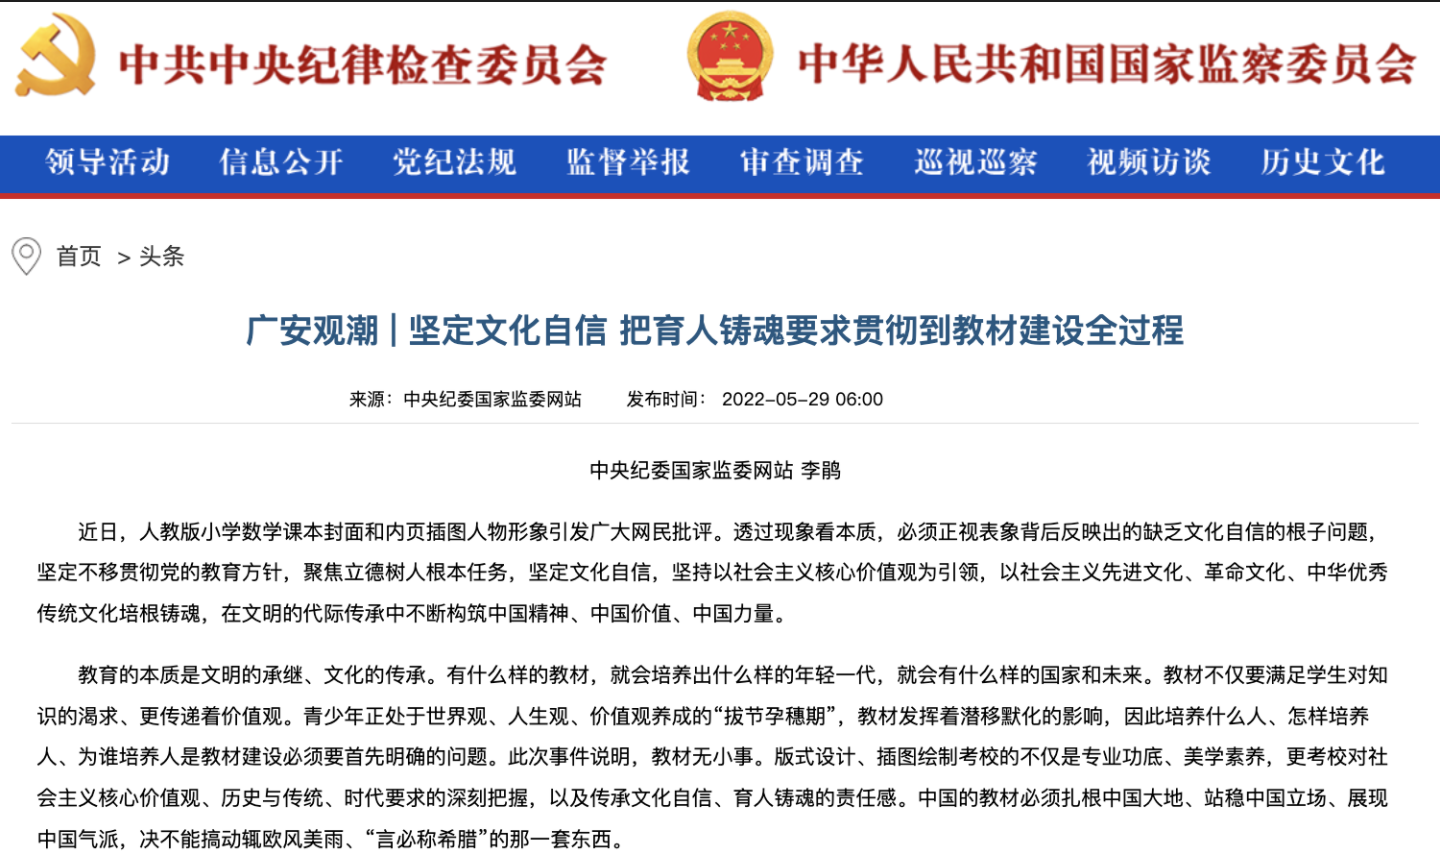 中共中央纪律检查委员会 中华人民共和国国家监察委员会
领导活动 信息公开 党纪法规 监督举报 审查调查 巡视巡察 视频访谈 历史文化
首页 > 头条
广安观潮 | 坚定文化自信 把育人铸魂要求贯彻到教材建设全过程
来源：中央纪委国家监委网站 发布时间： 2022-05-29 06:00
中央纪委国家监委网站 李鹃
近日，人教版小学数学课本封面和内页插图人物形象引发广大网民批评。透过现象看本质，必须正视表象背后反映出的缺乏文化自信的根子问题，
坚定不移贯彻党的教育方针，聚焦立德树人根本任务，坚定文化自信，坚持以社会主义核心价值观为引领，以社会主义先进文化、革命文化、中华优秀
传统文化培根铸魂，在文明的代际传承中不断构筑中国精神、中国价值、中国力量。
教育的本质是文明的承继、文化的传承。有什么样的教材，就会培养出什么样的年轻一代，就会有什么样的国家和未来。教材不仅要满足学生对知
识的渴求、更传递着价值观。青少年正处于世界观、人生观、价值观养成的“拔节孕穗期”，教材发挥着潜移默化的影响，因此培养什么人、怎样培养
人、为谁培养人是教材建设必须要首先明确的问题。此次事件说明，教材无小事。版式设计、插图绘制考校的不仅是专业功底、美学素养，更考校对社
会主义核心价值观、历史与传统、时代要求的深刻把握，以及传承文化自信、育人铸魂的责任感。中国的教材必须扎根中国大地、站稳中国立场、展现
中国气派，决不能搞动辄欧风美雨、“言必称希腊”的那一套东西。